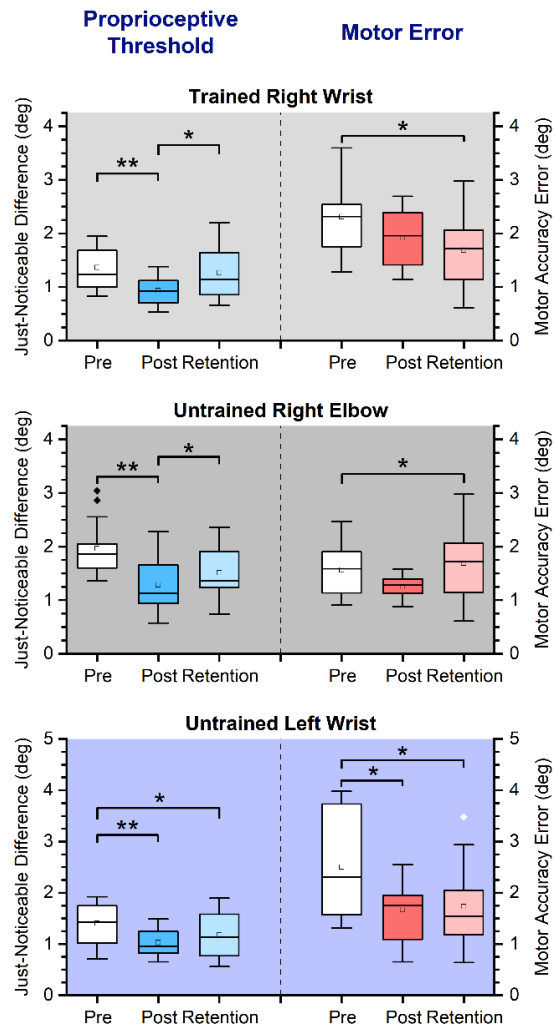 Proprioceptive
Threshold
Motor Error
Trained Right Wrist
Just-Noticeable Difference (deg)
4
3
2
1
0
**
*
*
4
3
2
1
0
Motor Accuracy Error (deg)
Pre
Post
Retention
Pre
Post
Retention
Untrained Right Elbow
Just-Noticeable Difference (deg)
4
3
2
1
0
**
*
*
4
3
2
1
0
Motor Accuracy Error (deg)
Pre
Post
Retention
Pre
Post
Retention
Untrained Left Wrist
Just-Noticeable Difference (deg)
5
4
3
2
1
0
*
**
*
*
5
4
3
2
1
0
Motor Accuracy Error (deg)
Pre
Post
Retention
Pre
Post
Retention